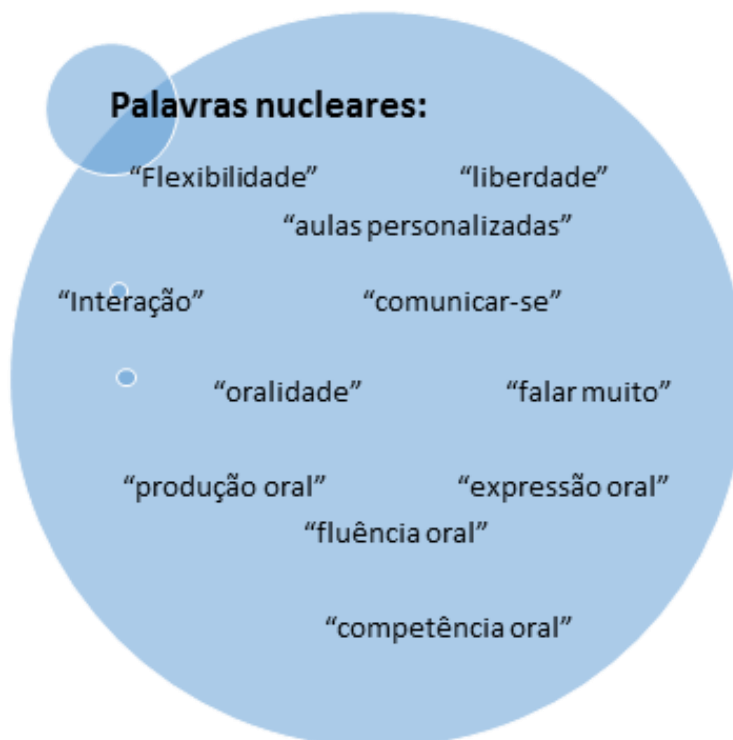 Palavras nucleares:
“Flexibilidade” “liberdade”
“aulas personalizadas”
“Interação” “comunicar-se”
“oralidade” “falar muito”
“produção oral” “expressão oral”
“fluência oral”
“competência oral”